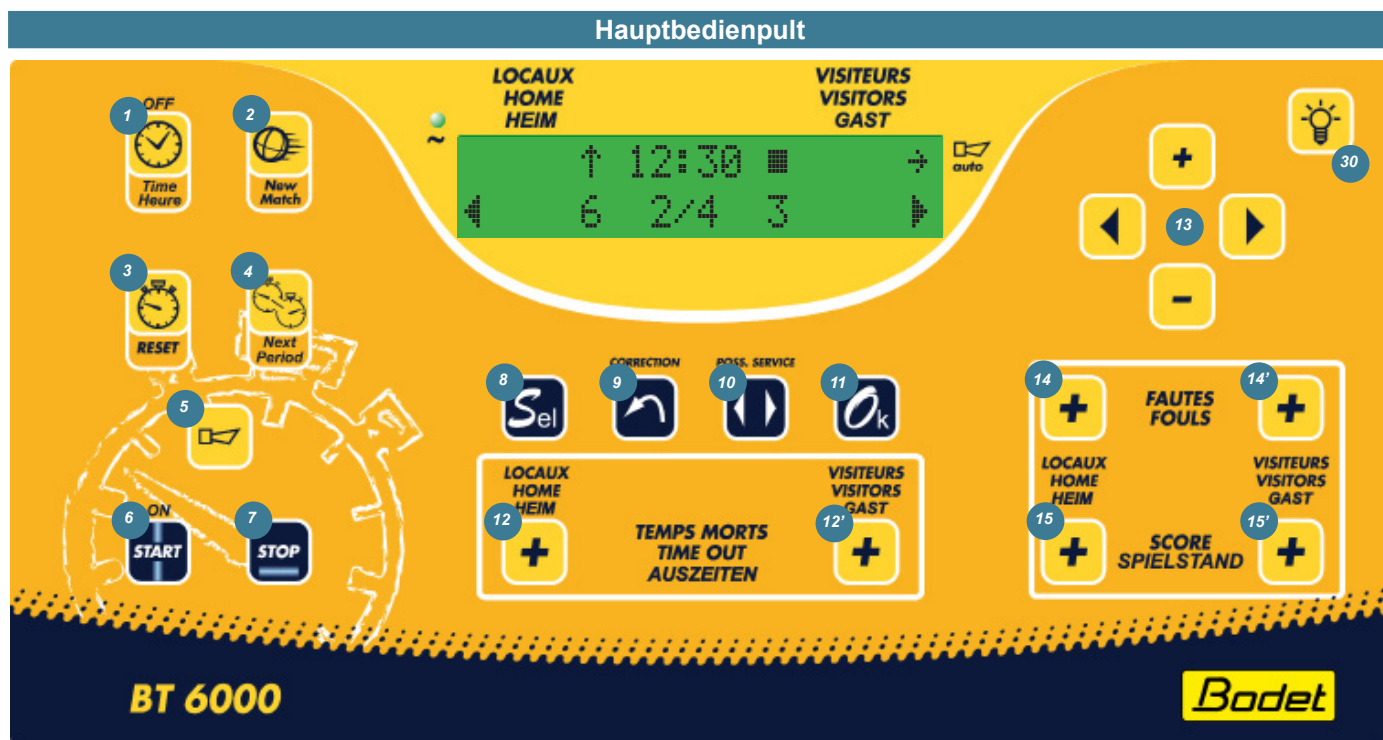 Hauptbedienpult
LOCAUX
HOME
HEIM
VISITEURS
VISITORS
GAST
~
↑ 12:30 ■ →
auto
◀ 6 2/4 3 ▶
OFF
1
Time
Heure
2
New
Match
30
+
13
-
3
RESET
4
Next
Period
5
ON
6
START
7
STOP
8
Sel
CORRECTION
9
POSS. SERVICE
10
11
Ok
LOCAUX
HOME
HEIM
12
+
TEMPS MORTS
TIME OUT
AUSZEITEN
VISITEURS
VISITORS
GAST
12'
+
14
+
FAUTES
FOULS
14'
+
LOCAUX
HOME
HEIM
VISITEURS
VISITORS
GAST
15
+
SCORE
SPIELSTAND
15'
+
BT 6000
Bodet